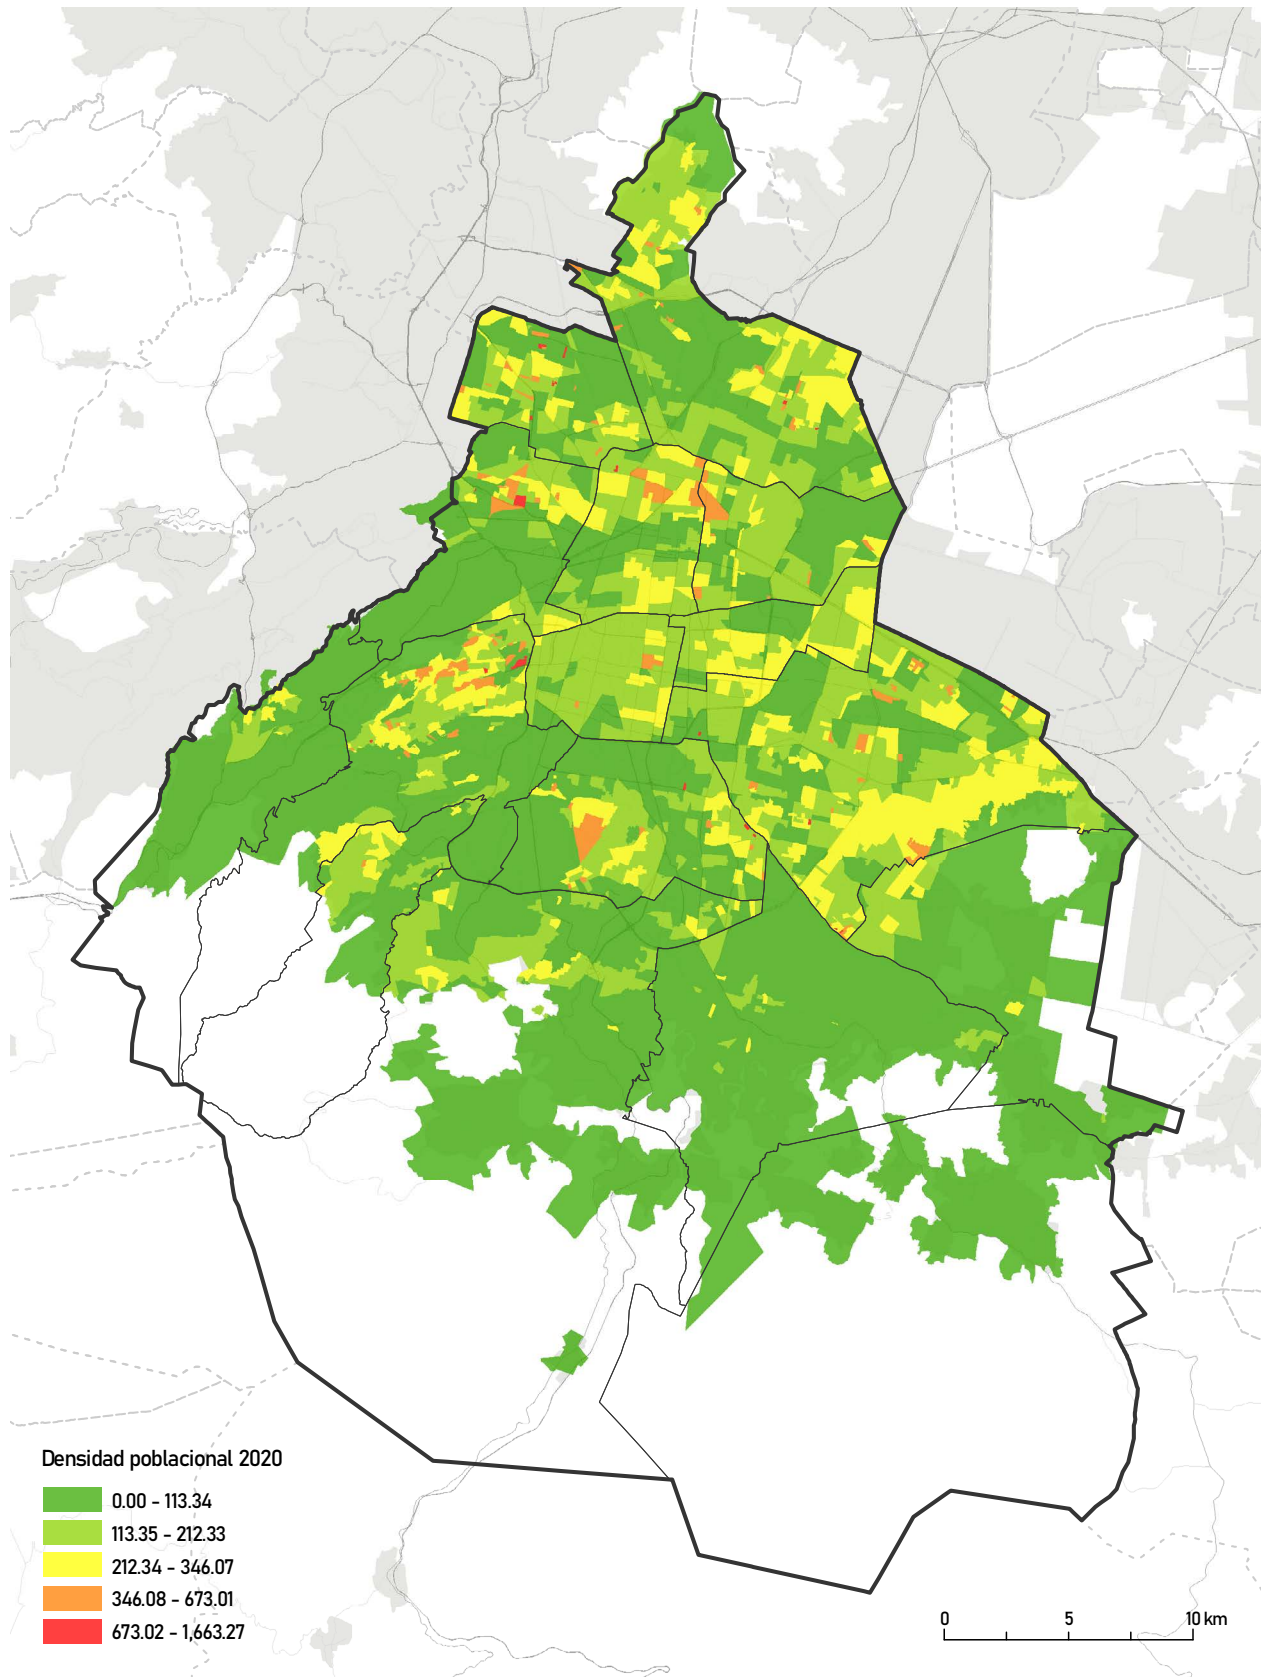 Densidad poblacional 2020
0.00 - 113.34
113.35 - 212.33
212.34 - 346.07
346.08 - 673.01
673.02 - 1,663.27
0 5 10 km